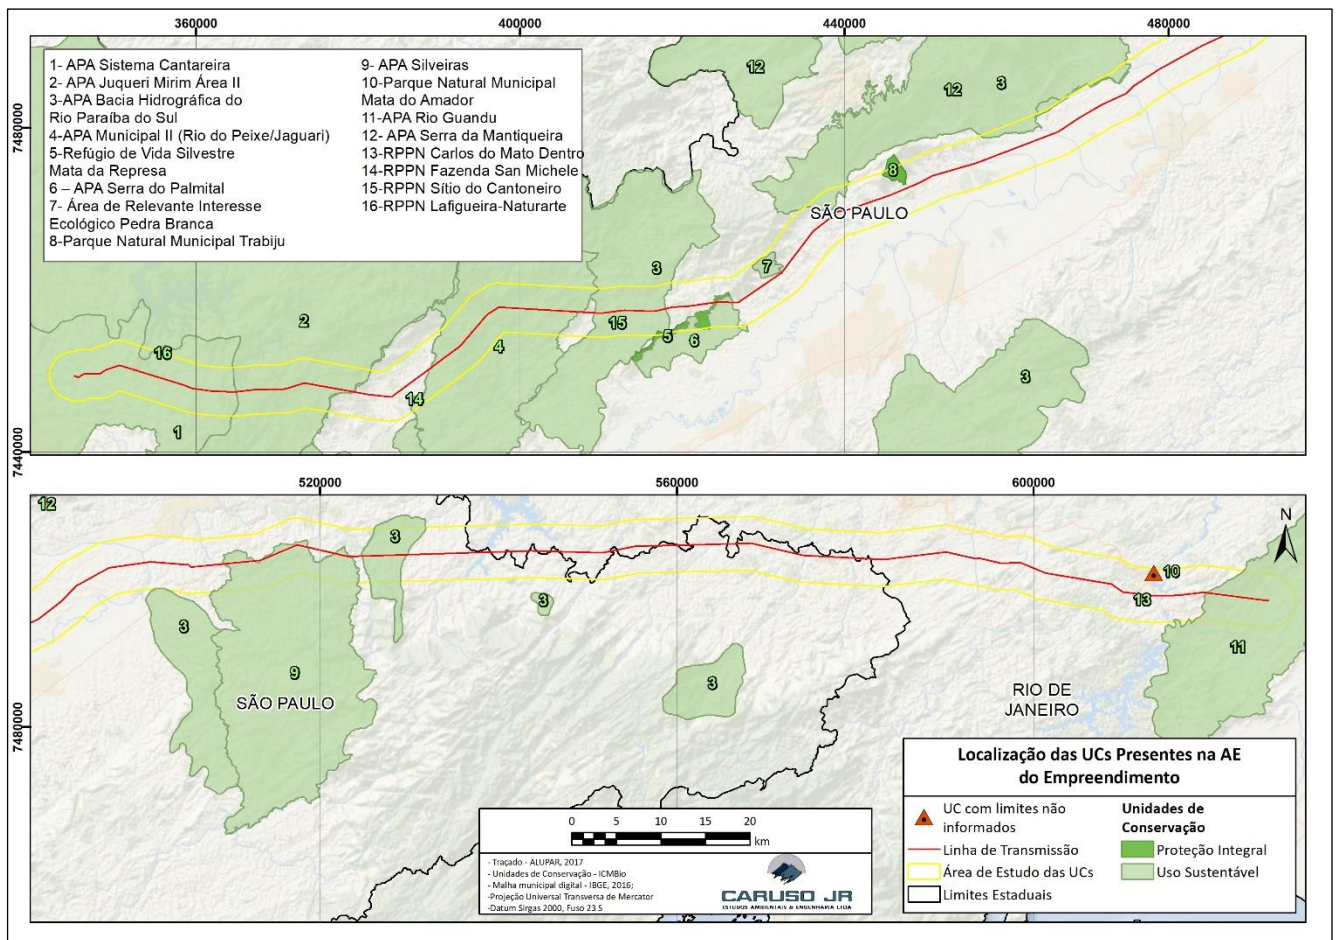 360000
400000
440000
480000
1- APA Sistema Cantareira
2- APA Juqueri Mirim Área II
3-APA Bacia Hidrográfica do
Rio Paraíba do Sul
4-APA Municipal II (Rio do Peixe/Jaguari)
5-Refúgio de Vida Silvestre
Mata da Represa
6 – APA Serra do Palmital
7- Área de Relevante Interesse
Ecológico Pedra Branca
8-Parque Natural Municipal Trabiju
9- APA Silveiras
10-Parque Natural Municipal
Mata do Amador
11-APA Rio Guandu
12- APA Serra da Mantiqueira
13-RPPN Carlos do Mato Dentro
14-RPPN Fazenda San Michele
15-RPPN Sítio do Cantoneiro
16-RPPN Lafigueira-Naturarte
7480000
7440000
12
12
3
8
SÃO PAULO
3
7
2
15
5
6
16
4
3
14
1
520000
560000
600000
12
3
N
10
3
13
3
11
9
3
SÃO PAULO
RIO DE
JANEIRO
7480000
Localização das UCs Presentes na AE
do Empreendimento
UC com limites não
informados
Linha de Transmissão
Área de Estudo das UCs
Limites Estaduais
Unidades de
Conservação
Proteção Integral
Uso Sustentável
0 5 10 15 20
km
- Traçado - ALUPAR, 2017
- Unidades de Conservação - ICMBio
- Malha municipal digital - IBGE, 2016;
-Projeção Universal Transversa de Mercator
-Datum Sirgas 2000, Fuso 23 S
CARUSO JR
ESTUDOS AMBIENTAIS & ENGENHARIA LTDA